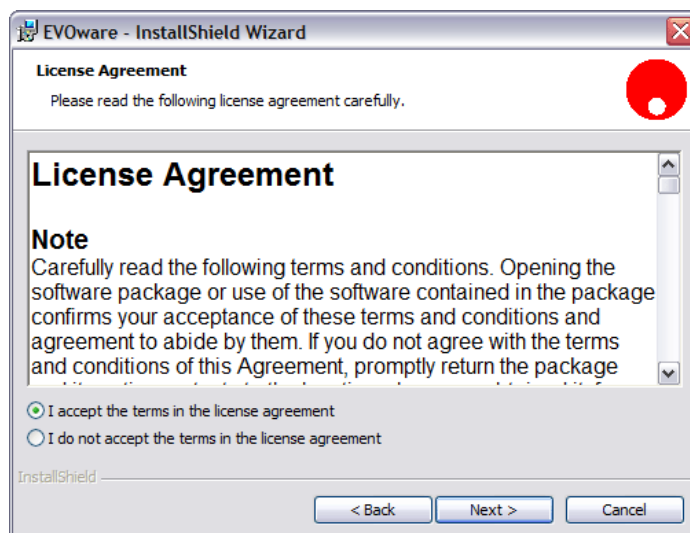 EVOware - InstallShield Wizard
License Agreement
Please read the following license agreement carefully.
License Agreement
Note
Carefully read the following terms and conditions. Opening the
software package or use of the software contained in the package
confirms your acceptance of these terms and conditions and
agreement to abide by them. If you do not agree with the terms
and conditions of this Agreement, promptly return the package
I accept the terms in the license agreement
I do not accept the terms in the license agreement
InstallShield
< Back
Next >
Cancel